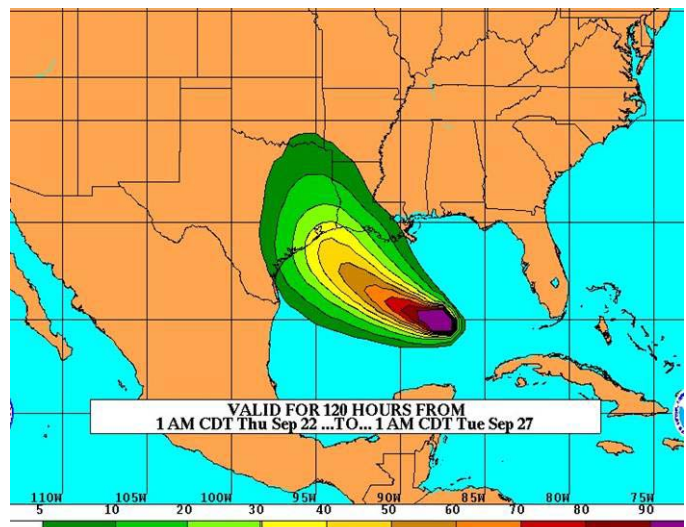 VALID FOR 120 HOURS FROM
1 AM CDT Thu Sep 22 ...TO... 1 AM CDT Tue Sep 27
110W 105W 100W 95W 90W 85W 80W 75W
5 10 20 30 40 50 60 70 80 90